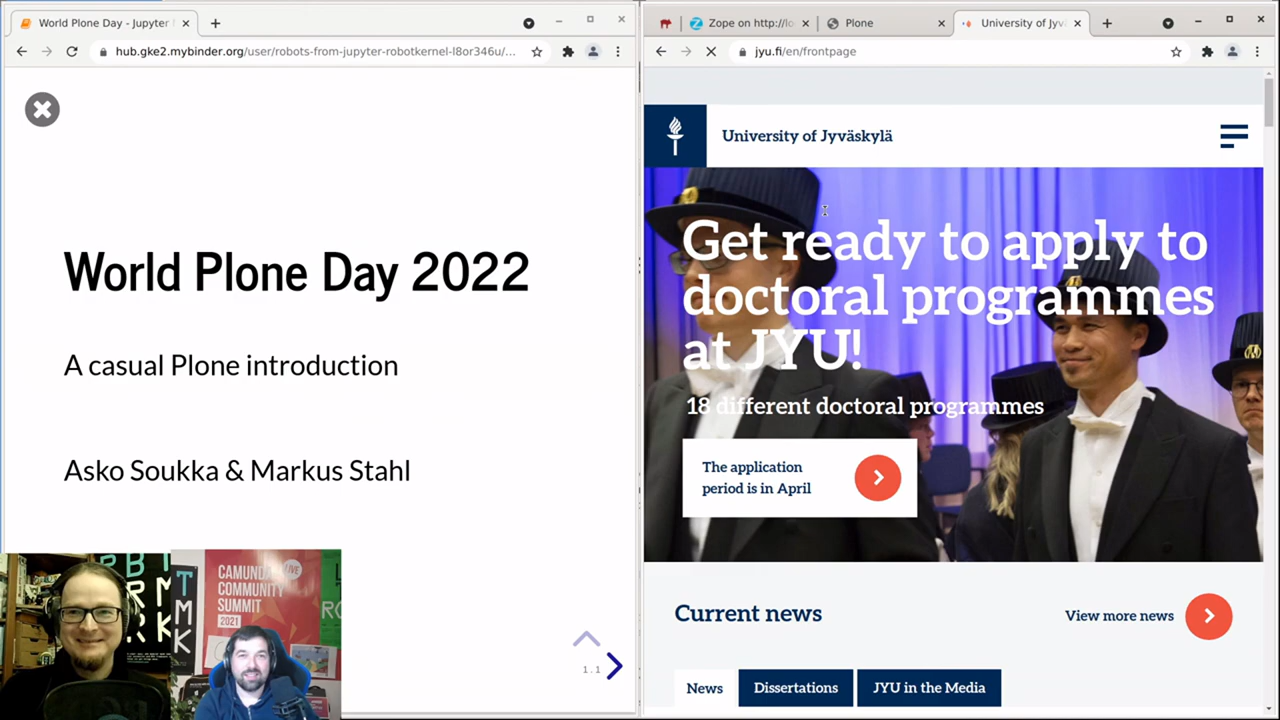 World Plone Day - Jupyter
hub.gke2.mybinder.org/user/robots-from-jupyter-robotkernel-l8or346u/...
World Plone Day 2022
A casual Plone introduction
Asko Soukka & Markus Stahl
1.1
TMK
CAMUNDA
LIVE
COMMUNITY
SUMMIT
2021
Zope on http://lo
Plone
University of Jyv
jyu.fi/en/frontpage
University of Jyväskylä
Get ready to apply to
doctoral programmes
at JYU!
18 different doctoral programmes
The application
period is in April
Current news
View more news
News
Dissertations
JYU in the Media